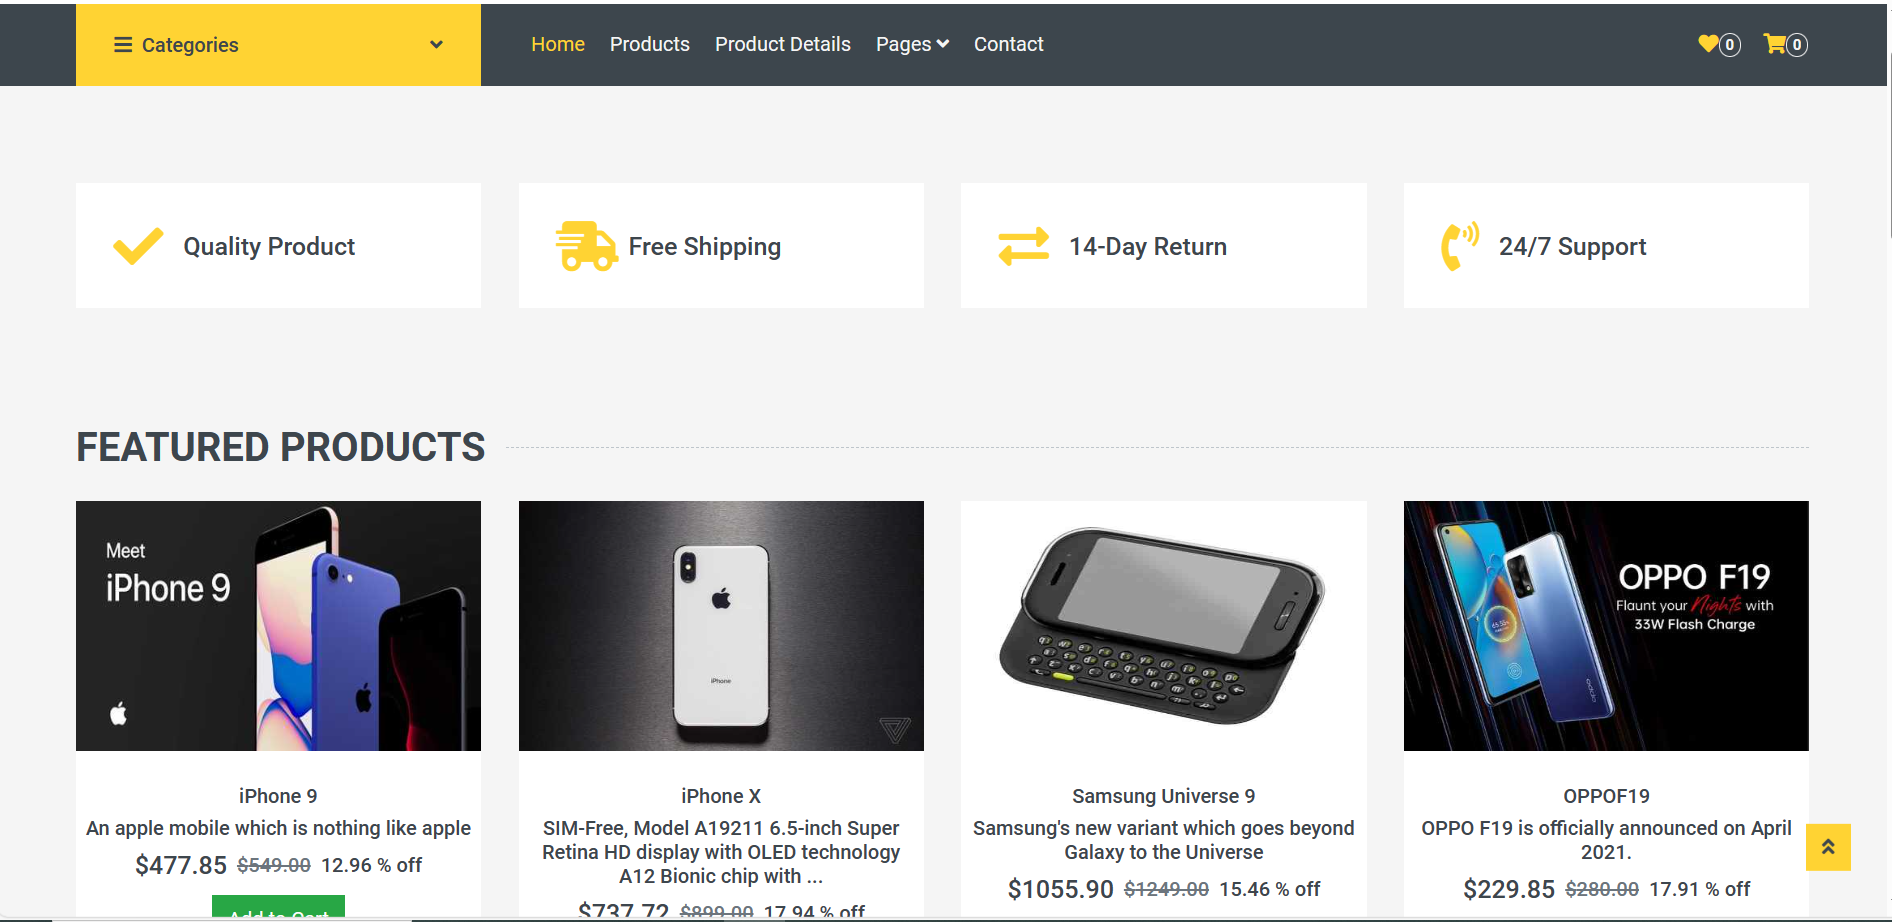 Categories
Home Products Product Details Pages Contact
0 0
Quality Product
Free Shipping
14-Day Return
24/7 Support
FEATURED PRODUCTS
Meet
iPhone 9
iPhone
OPPO F19
Flaunt your Nights with
33W Flash Charge
oppo
iPhone 9
An apple mobile which is nothing like apple
$477.85 $549.00 12.96 % off
Add to Cart
iPhone X
SIM-Free, Model A19211 6.5-inch Super
Retina HD display with OLED technology
A12 Bionic chip with ...
$737.72 $899.00 17.94 % off
Samsung Universe 9
Samsung's new variant which goes beyond
Galaxy to the Universe
$1055.90 $1249.00 15.46 % off
OPPOF19
OPPO F19 is officially announced on April
2021.
$229.85 $280.00 17.91 % off